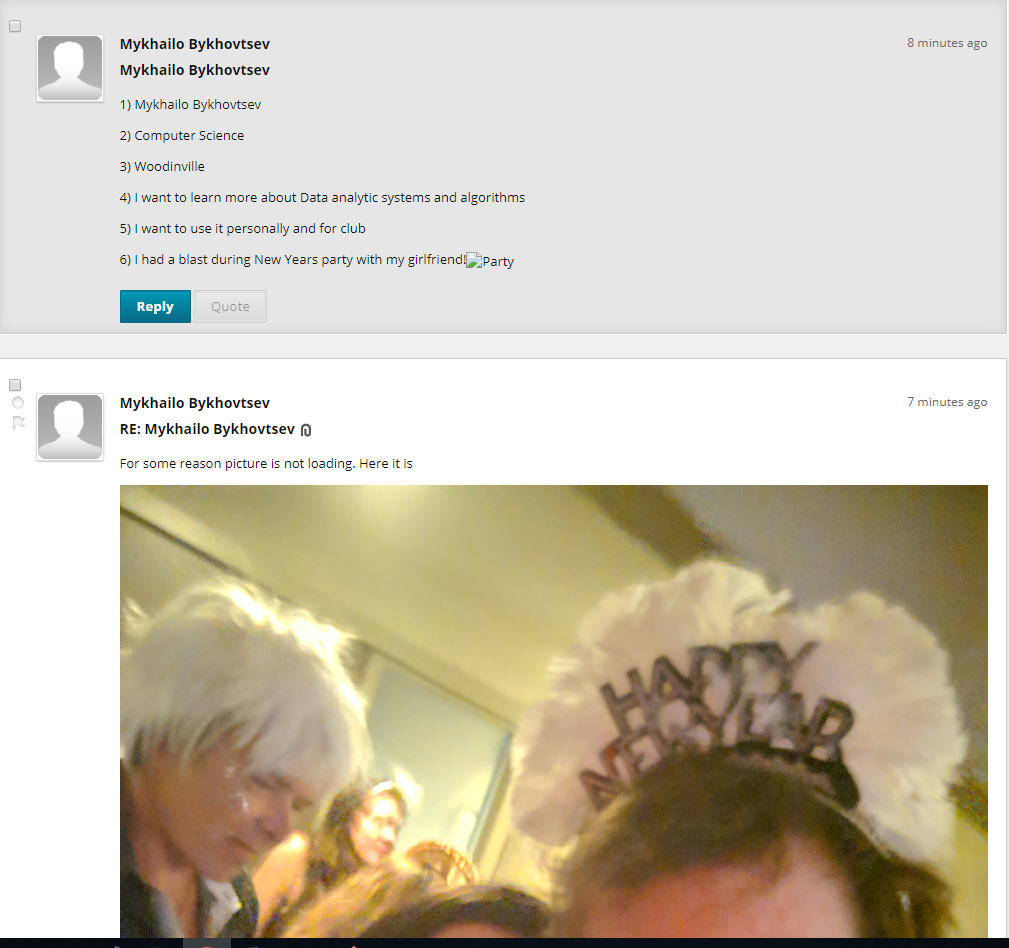 Mykhailo Bykhovtsev
8 minutes ago
Mykhailo Bykhovtsev
1) Mykhailo Bykhovtsev
2) Computer Science
3) Woodinville
4) I want to learn more about Data analytic systems and algorithms
5) I want to use it personally and for club
6) I had a blast during New Years party with my girlfriend! Party
Reply Quote
Mykhailo Bykhovtsev
7 minutes ago
RE: Mykhailo Bykhovtsev
For some reason picture is not loading. Here it is
HAPPY
NEW YEAR